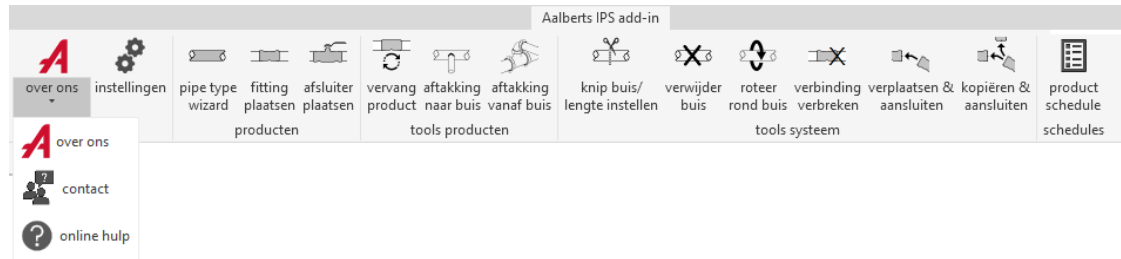 Aalberts IPS add-in
over ons instellingen pipe type fitting afsluiter vervang aftakking aftakking knip buis/ verwijder roteer verbinding verplaatsen & kopiëren & product
wizard plaatsen plaatsen product naar buis vanaf buis lengte instellen buis rond buis verbreken aansluiten aansluiten schedule
producten tools producten tools systeem schedules
over ons
contact
online hulp